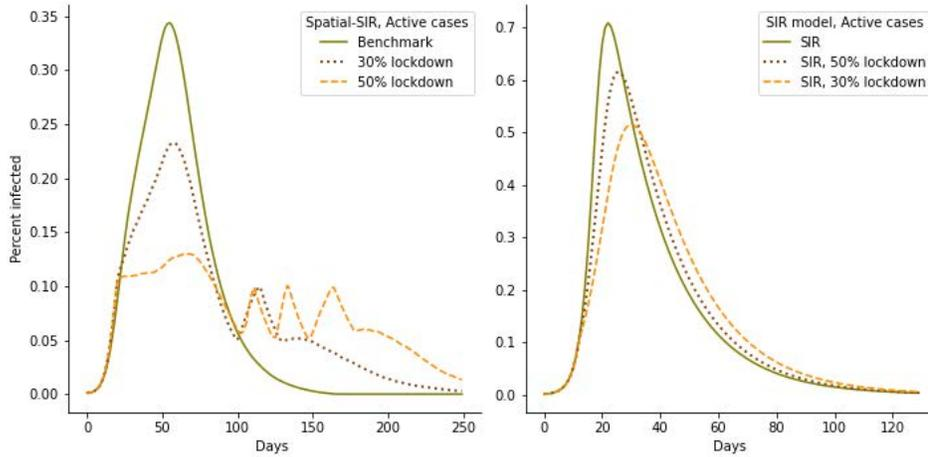 Spatial-SIR, Active cases
Benchmark
30% lockdown
50% lockdown
0.35
0.30
0.25
0.20
0.15
0.10
0.05
0.00
Percent infected
0 50 100 150 200 250
Days
SIR model, Active cases
SIR
SIR, 50% lockdown
SIR, 30% lockdown
0.7
0.6
0.5
0.4
0.3
0.2
0.1
0.0
0 20 40 60 80 100 120
Days